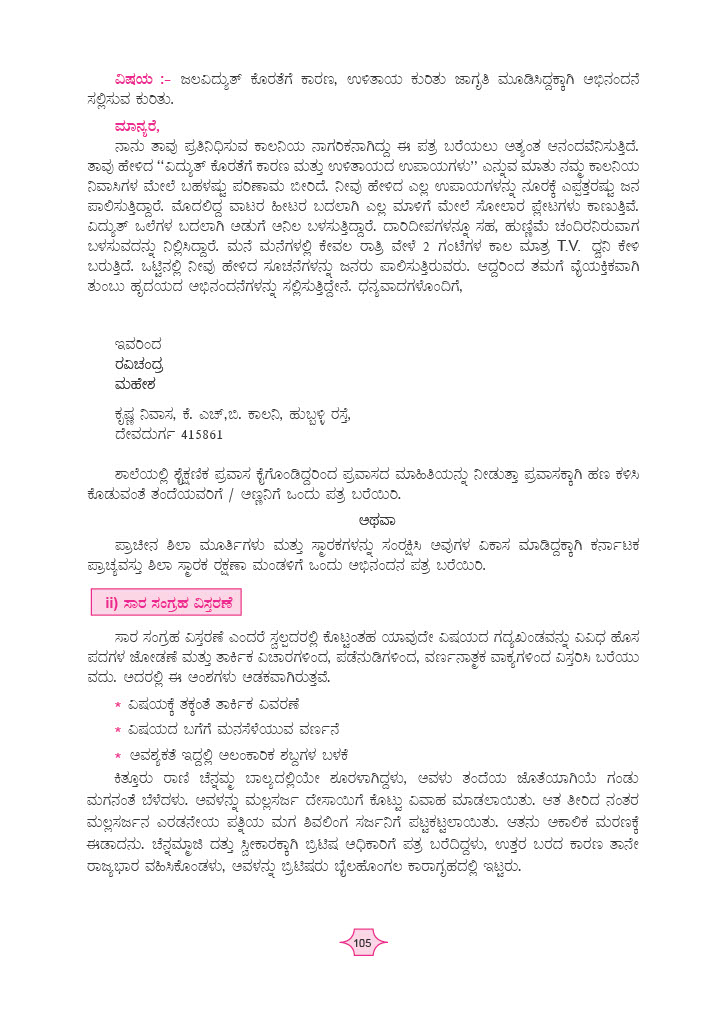 ವಿಷಯ :– ಜಲವಿದ್ಯುತ್ ಕೊರತೆಗೆ ಕಾರಣ, ಉಳಿತಾಯ ಕುರಿತು ಜಾಗೃತಿ ಮೂಡಿಸಿದ್ದಕ್ಕಾಗಿ ಅಭಿನಂದನೆ
ಸಲ್ಲಿಸುವ ಕುರಿತು.
ಮಾನ್ಯರೆ,
ನಾನು ತಾವು ಪ್ರತಿನಿಧಿಸುವ ಕಾಲನಿಯ ನಾಗರಿಕನಾಗಿದ್ದು ಈ ಪತ್ರ ಬರೆಯಲು ಅತ್ಯಂತ ಆನಂದವೆನಿಸುತ್ತಿದೆ.
ತಾವು ಹೇಳಿದ “ವಿದ್ಯುತ್ ಕೊರತೆಗೆ ಕಾರಣ ಮತ್ತು ಉಳಿತಾಯದ ಉಪಾಯಗಳು” ಎನ್ನುವ ಮಾತು ನಮ್ಮ ಕಾಲನಿಯ
ನಿವಾಸಿಗಳ ಮೇಲೆ ಬಹಳಷ್ಟು ಪರಿಣಾಮ ಬೀರಿದೆ. ನೀವು ಹೇಳಿದ ಎಲ್ಲ ಉಪಾಯಗಳನ್ನು ನೂರಕ್ಕೆ ಎಪ್ಪತ್ತರಷ್ಟು ಜನ
ಪಾಲಿಸುತ್ತಿದ್ದಾರೆ. ಮೊದಲಿದ್ದ ವಾಟರ ಹೀಟರ ಬದಲಾಗಿ ಎಲ್ಲ ಮಾಳಿಗೆ ಮೇಲೆ ಸೋಲಾರ ಪ್ಲೇಟಗಳು ಕಾಣುತ್ತಿವೆ.
ವಿದ್ಯುತ್ ಒಲೆಗಳ ಬದಲಾಗಿ ಅಡುಗೆ ಅನಿಲ ಬಳಸುತ್ತಿದ್ದಾರೆ. ದಾರಿದೀಪಗಳನ್ನೂ ಸಹ, ಹುಣ್ಣಿಮೆ ಚಂದಿರನಿರುವಾಗ
ಬಳಸುವದನ್ನು ನಿಲ್ಲಿಸಿದ್ದಾರೆ. ಮನೆ ಮನೆಗಳಲ್ಲಿ ಕೇವಲ ರಾತ್ರಿ ವೇಳೆ 2 ಗಂಟೆಗಳ ಕಾಲ ಮಾತ್ರ T.V. ಧ್ವನಿ ಕೇಳಿ
ಬರುತ್ತಿದೆ. ಒಟ್ಟಿನಲ್ಲಿ ನೀವು ಹೇಳಿದ ಸೂಚನೆಗಳನ್ನು ಜನರು ಪಾಲಿಸುತ್ತಿರುವರು. ಆದ್ದರಿಂದ ತಮಗೆ ವೈಯಕ್ತಿಕವಾಗಿ
ತುಂಬು ಹೃದಯದ ಅಭಿನಂದನೆಗಳನ್ನು ಸಲ್ಲಿಸುತ್ತಿದ್ದೇನೆ. ಧನ್ಯವಾದಗಳೊಂದಿಗೆ,
ಇವರಿಂದ
ರವಿಚಂದ್ರ
ಮಹೇಶ
ಕೃಷ್ಣ ನಿವಾಸ, ಕೆ. ಎಚ್,ಬಿ. ಕಾಲನಿ, ಹುಬ್ಬಳ್ಳಿ ರಸ್ತೆ,
ದೇವದುರ್ಗ 415861
ಶಾಲೆಯಲ್ಲಿ ಶೈಕ್ಷಣಿಕ ಪ್ರವಾಸ ಕೈಗೊಂಡಿದ್ದರಿಂದ ಪ್ರವಾಸದ ಮಾಹಿತಿಯನ್ನು ನೀಡುತ್ತಾ ಪ್ರವಾಸಕ್ಕಾಗಿ ಹಣ ಕಳಿಸಿ
ಕೊಡುವಂತೆ ತಂದೆಯವರಿಗೆ / ಅಣ್ಣನಿಗೆ ಒಂದು ಪತ್ರ ಬರೆಯಿರಿ.
ಅಥವಾ
ಪ್ರಾಚೀನ ಶಿಲಾ ಮೂರ್ತಿಗಳು ಮತ್ತು ಸ್ಮಾರಕಗಳನ್ನು ಸಂರಕ್ಷಿಸಿ ಅವುಗಳ ವಿಕಾಸ ಮಾಡಿದ್ದಕ್ಕಾಗಿ ಕರ್ನಾಟಕ
ಪ್ರಾಚ್ಯವಸ್ತು ಶಿಲಾ ಸ್ಮಾರಕ ರಕ್ಷಣಾ ಮಂಡಳಿಗೆ ಒಂದು ಅಭಿನಂದನ ಪತ್ರ ಬರೆಯಿರಿ.
ii) ಸಾರ ಸಂಗ್ರಹ ವಿಸ್ತರಣೆ
ಸಾರ ಸಂಗ್ರಹ ವಿಸ್ತರಣೆ ಎಂದರೆ ಸ್ವಲ್ಪದರಲ್ಲಿ ಕೊಟ್ಟಂತಹ ಯಾವುದೇ ವಿಷಯದ ಗದ್ಯಖಂಡವನ್ನು ವಿವಿಧ ಹೊಸ
ಪದಗಳ ಜೋಡಣೆ ಮತ್ತು ತಾರ್ಕಿಕ ವಿಚಾರಗಳಿಂದ, ಪಡೆನುಡಿಗಳಿಂದ, ವರ್ಣನಾತ್ಮಕ ವಾಕ್ಯಗಳಿಂದ ವಿಸ್ತರಿಸಿ ಬರೆಯು
ವದು. ಅದರಲ್ಲಿ ಈ ಅಂಶಗಳು ಅಡಕವಾಗಿರುತ್ತವೆ.
* ವಿಷಯಕ್ಕೆ ತಕ್ಕಂತೆ ತಾರ್ಕಿಕ ವಿವರಣೆ
* ವಿಷಯದ ಬಗೆಗೆ ಮನಸೆಳೆಯುವ ವರ್ಣನೆ
* ಅವಶ್ಯಕತೆ ಇದ್ದಲ್ಲಿ ಅಲಂಕಾರಿಕ ಶಬ್ದಗಳ ಬಳಕೆ
ಕಿತ್ತೂರು ರಾಣಿ ಚೆನ್ನಮ್ಮ ಬಾಲ್ಯದಲ್ಲಿಯೇ ಶೂರಳಾಗಿದ್ದಳು, ಅವಳು ತಂದೆಯ ಜೊತೆಯಾಗಿಯೆ ಗಂಡು
ಮಗನಂತೆ ಬೆಳೆದಳು. ಅವಳನ್ನು ಮಲ್ಲಸರ್ಜ ದೇಸಾಯಿಗೆ ಕೊಟ್ಟು ವಿವಾಹ ಮಾಡಲಾಯಿತು. ಆತ ತೀರಿದ ನಂತರ
ಮಲ್ಲಸರ್ಜನ ಎರಡನೇಯ ಪತ್ನಿಯ ಮಗ ಶಿವಲಿಂಗ ಸರ್ಜನಿಗೆ ಪಟ್ಟಕಟ್ಟಲಾಯಿತು. ಆತನು ಅಕಾಲಿಕ ಮರಣಕ್ಕೆ
ಈಡಾದನು. ಚೆನ್ನಮ್ಮಾಜಿ ದತ್ತು ಸ್ವೀಕಾರಕ್ಕಾಗಿ ಬ್ರಿಟಿಷ ಅಧಿಕಾರಿಗೆ ಪತ್ರ ಬರೆದಿದ್ದಳು, ಉತ್ತರ ಬರದ ಕಾರಣ ತಾನೇ
ರಾಜ್ಯಭಾರ ವಹಿಸಿಕೊಂಡಳು, ಅವಳನ್ನು ಬ್ರಿಟಿಷರು ಬೈಲಹೊಂಗಲ ಕಾರಾಗೃಹದಲ್ಲಿ ಇಟ್ಟರು.
105